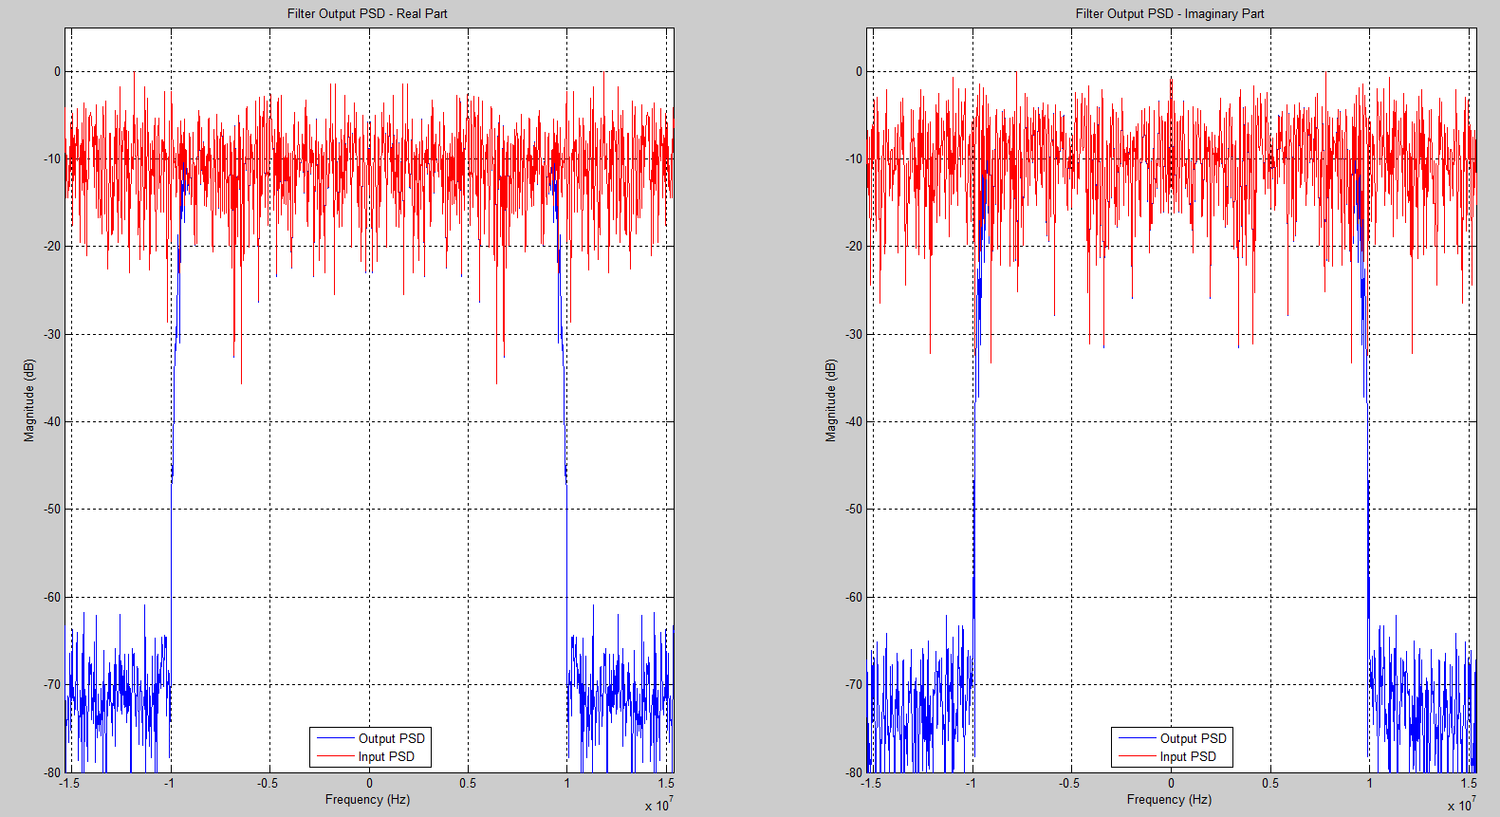 Filter Output PSD - Real Part
0
-10
-20
-30
-40
-50
-60
-70
-80
Magnitude (dB)
-1.5
-1
-0.5
0
0.5
1
1.5
Frequency (Hz)
x 10^7
Output PSD
Input PSD
Filter Output PSD - Imaginary Part
0
-10
-20
-30
-40
-50
-60
-70
-80
Magnitude (dB)
-1.5
-1
-0.5
0
0.5
1
1.5
Frequency (Hz)
x 10^7
Output PSD
Input PSD